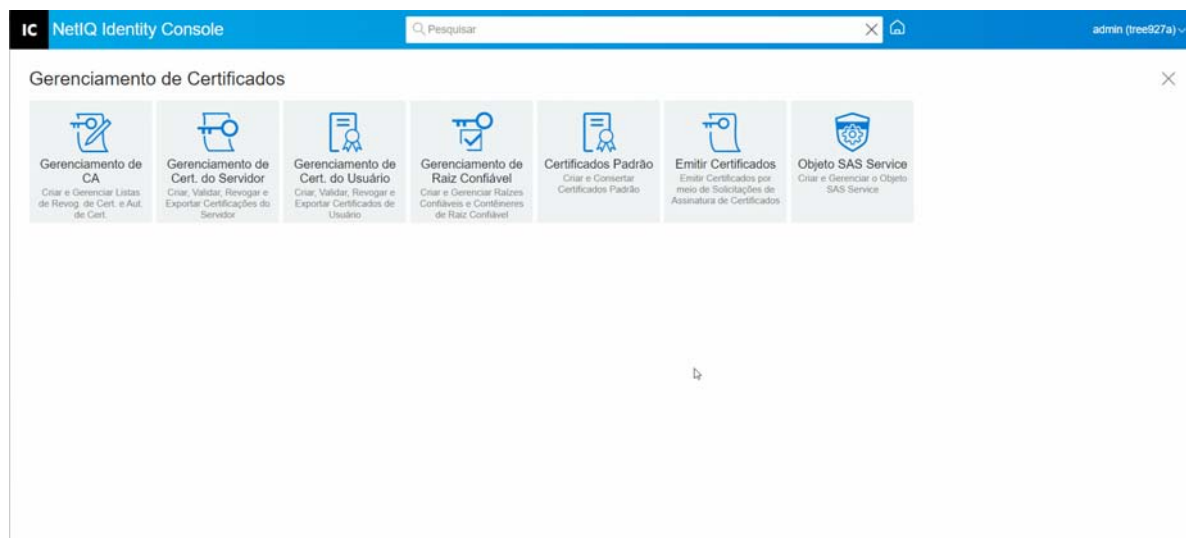 IC NetIQ Identity Console
Pesquisar
admin (tree927a)
Gerenciamento de Certificados
Gerenciamento de
CA
Criar e Gerenciar Listas
de Revog. de Cert. e Aut.
de Cert.
Gerenciamento de
Cert. do Servidor
Criar, Validar, Revogar e
Exportar Certificações do
Servidor
Gerenciamento de
Cert. do Usuário
Criar, Validar, Revogar e
Exportar Certificados de
Usuário
Gerenciamento de
Raiz Confiável
Criar e Gerenciar Raízes
Confiáveis e Contêineres
de Raiz Confiável
Certificados Padrão
Criar e Consertar
Certificados Padrão
Emitir Certificados
Emitir Certificados por
meio de Solicitações de
Assinatura de Certificados
Objeto SAS Service
Criar e Gerenciar o Objeto
SAS Service